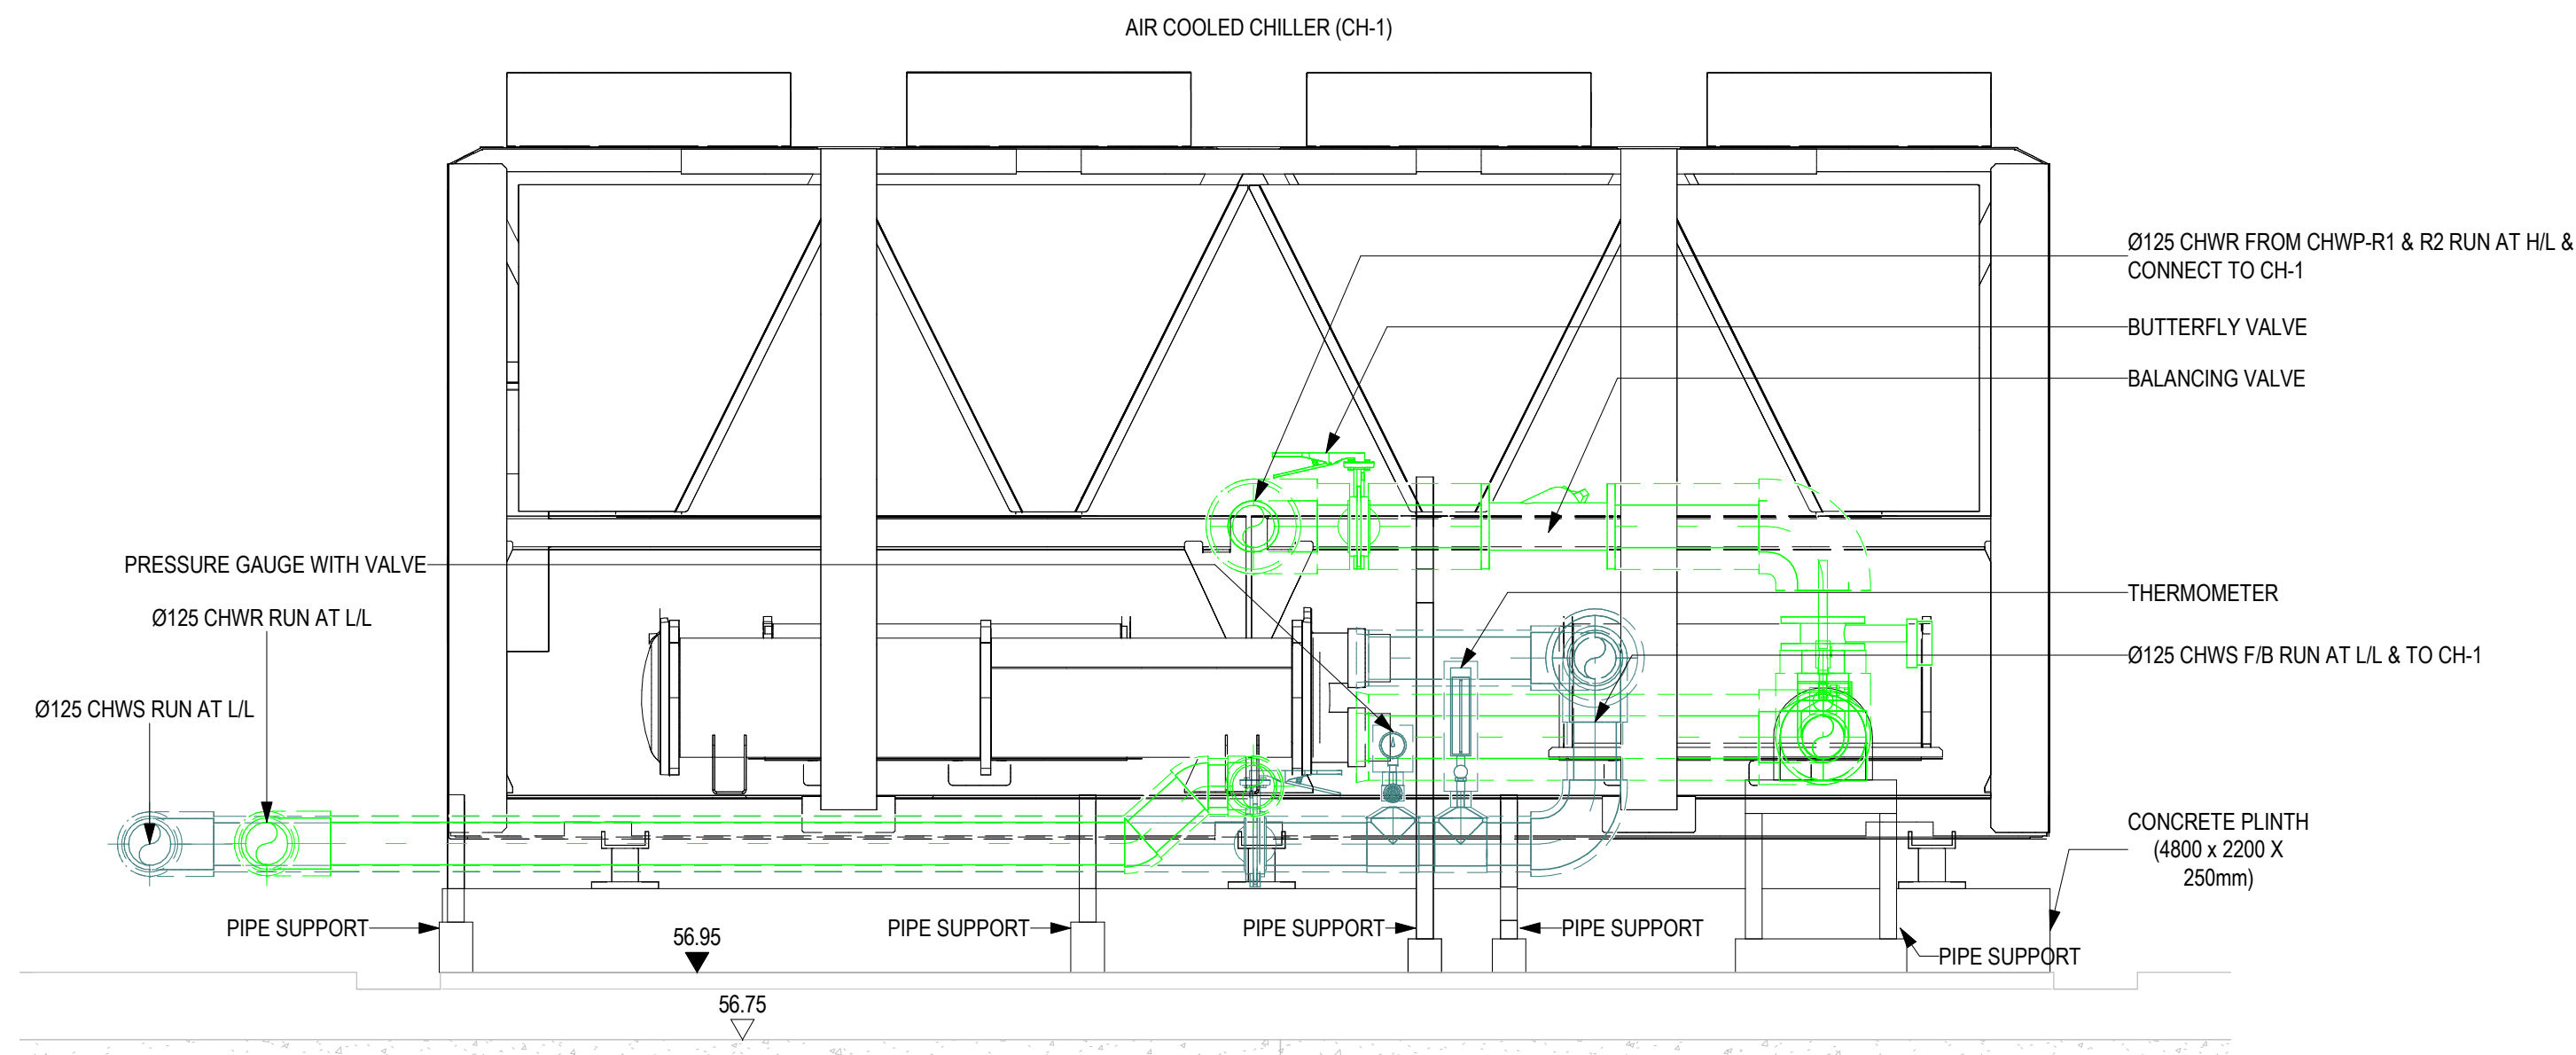 AIR COOLED CHILLER (CH-1)
Ø125 CHWR FROM CHWP-R1 & R2 RUN AT H/L &
CONNECT TO CH-1
BUTTERFLY VALVE
BALANCING VALVE
PRESSURE GAUGE WITH VALVE
THERMOMETER
Ø125 CHWR RUN AT L/L
Ø125 CHWS F/B RUN AT L/L & TO CH-1
Ø125 CHWS RUN AT L/L
CONCRETE PLINTH
(4800 x 2200 X
250mm)
PIPE SUPPORT
PIPE SUPPORT
PIPE SUPPORT
PIPE SUPPORT
PIPE SUPPORT
56.95
56.75